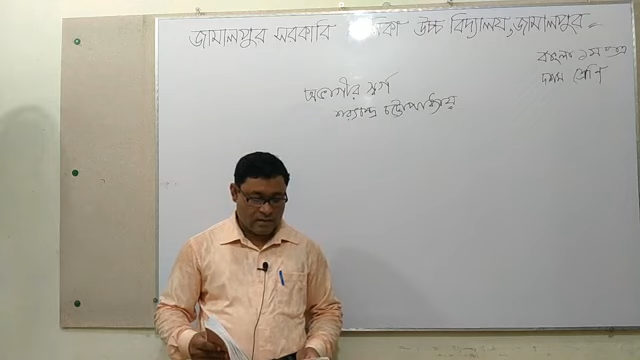 জামালপুর সরকারি কা উচ্চ বিদ্যালয়, জামালপুর
বাংলা ১ম পত্র
দশম শ্রেণি
অভাগীর স্বর্গ
শরৎচন্দ্র চট্টোপাধ্যায়